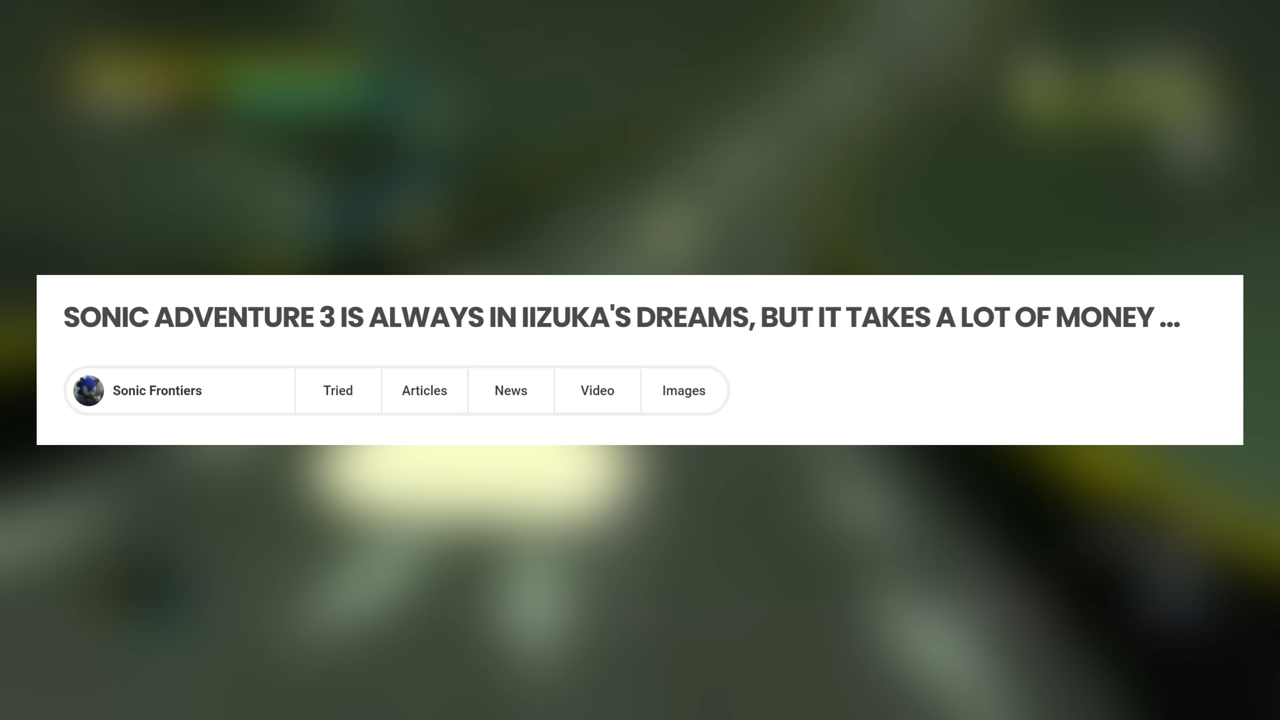 SONIC ADVENTURE 3 IS ALWAYS IN IIZUKA'S DREAMS, BUT IT TAKES A LOT OF MONEY ...
Sonic Frontiers Tried Articles News Video Images